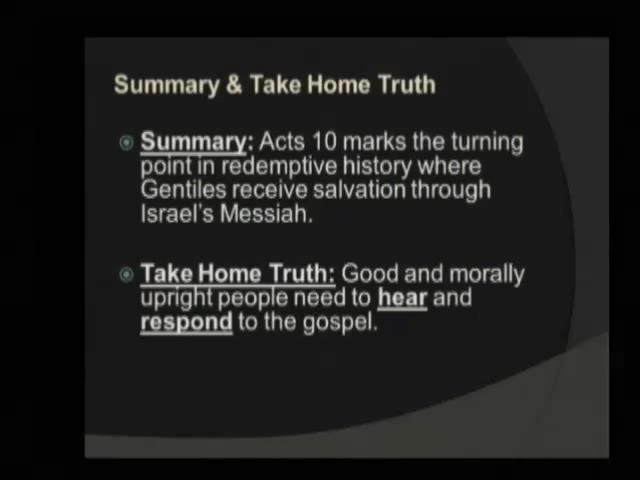 Summary & Take Home Truth
Summary: Acts 10 marks the turning
point in redemptive history where
Gentiles receive salvation through
Israel's Messiah.
Take Home Truth: Good and morally
upright people need to hear and
respond to the gospel.